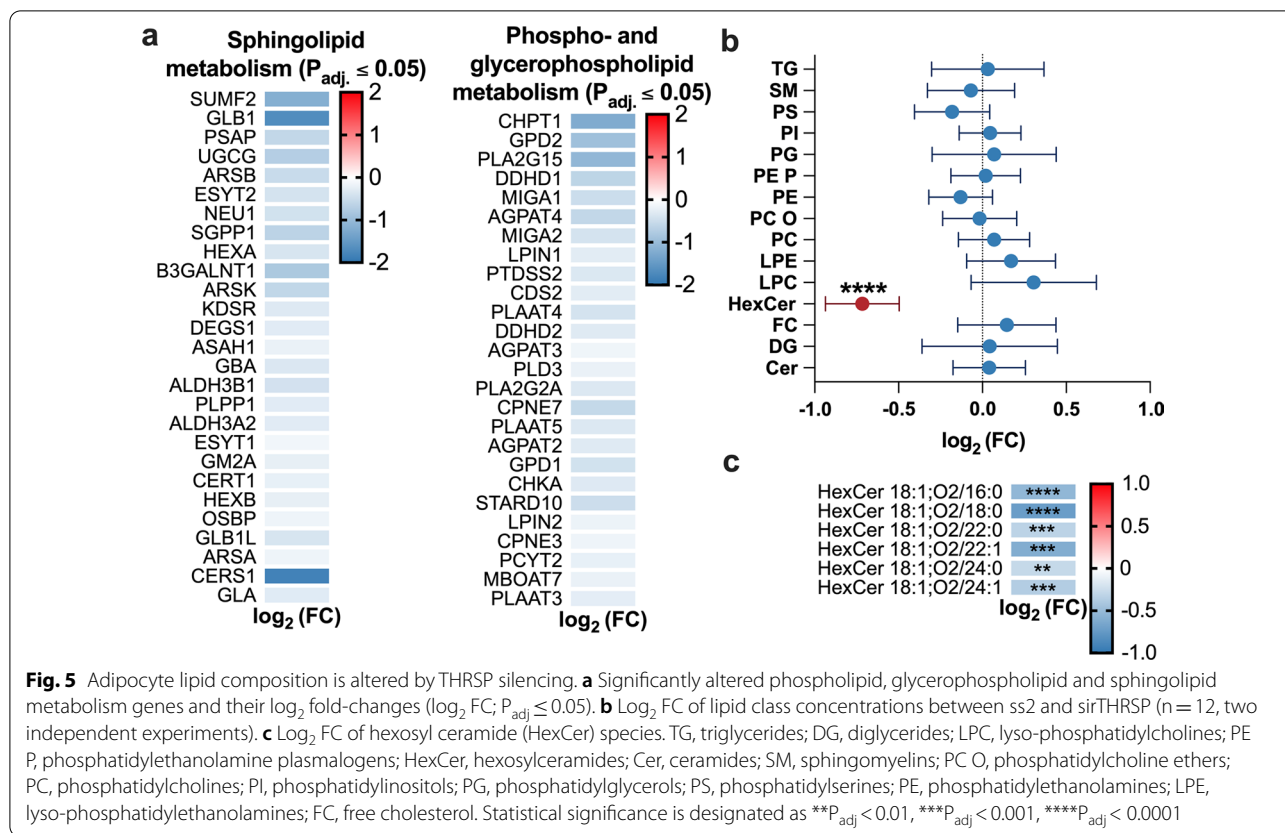 a
Sphingolipid
metabolism (P adj. ≤ 0.05)
SUMF2
GLB1
PSAP
UGCG
ARSB
ESYT2
NEU1
SGPP1
HEXA
B3GALNT1
ARSK
KDSR
DEGS1
ASAH1
GBA
ALDH3B1
PLPP1
ALDH3A2
ESYT1
GM2A
CERT1
HEXB
OSBP
GLB1L
ARSA
CERS1
GLA
log2 (FC)
2
1
0
-1
-2
Phospho- and
glycerophospholipid
metabolism (P adj. ≤ 0.05)
CHPT1
GPD2
PLA2G15
DDHD1
MIGA1
AGPAT4
MIGA2
LPIN1
PTDSS2
CDS2
PLAAT4
DDHD2
AGPAT3
PLD3
PLA2G2A
CPNE7
PLAAT5
AGPAT2
GPD1
CHKA
STARD10
LPIN2
CPNE3
PCYT2
MBOAT7
PLAAT3
log2 (FC)
2
1
0
-1
-2
b
TG
SM
PS
PI
PG
PE P
PE
PC O
PC
LPE
LPC
HexCer ****
FC
DG
Cer
-1.0 -0.5 0.0 0.5 1.0
log2 (FC)
c
HexCer 18:1;O2/16:0 ****
HexCer 18:1;O2/18:0 ****
HexCer 18:1;O2/22:0 ***
HexCer 18:1;O2/22:1 ***
HexCer 18:1;O2/24:0 **
HexCer 18:1;O2/24:1 ***
log2 (FC)
1.0
0.5
0
-0.5
-1.0
Fig. 5 Adipocyte lipid composition is altered by THRSP silencing. a Significantly altered phospholipid, glycerophospholipid and sphingolipid
metabolism genes and their log2 fold-changes (log2 FC; Padj ≤ 0.05). b Log2 FC of lipid class concentrations between ss2 and sirTHRSP (n = 12, two
independent experiments). c Log2 FC of hexosyl ceramide (HexCer) species. TG, triglycerides; DG, diglycerides; LPC, lyso-phosphatidylcholines; PE
P, phosphatidylethanolamine plasmalogens; HexCer, hexosylceramides; Cer, ceramides; SM, sphingomyelins; PC O, phosphatidylcholine ethers;
PC, phosphatidylcholines; PI, phosphatidylinositols; PG, phosphatidylglycerols; PS, phosphatidylserines; PE, phosphatidylethanolamines; LPE,
lyso-phosphatidylethanolamines; FC, free cholesterol. Statistical significance is designated as **Padj < 0.01, ***Padj < 0.001, ****Padj < 0.0001